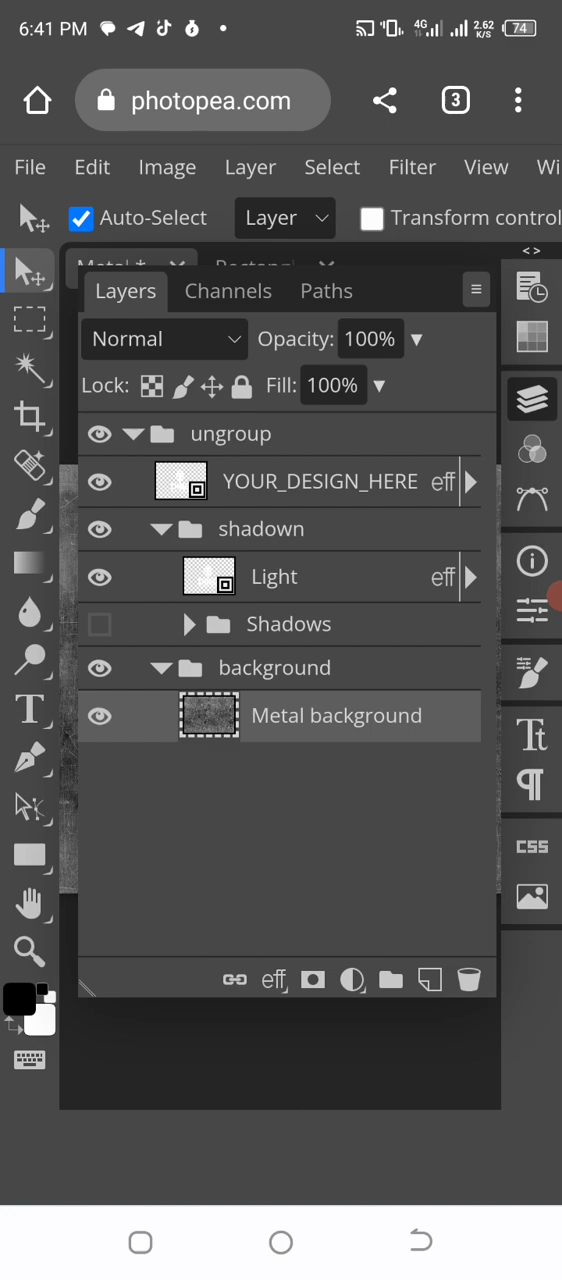 6:41 PM 4G 2.62 K/S 74
photopea.com 3
File Edit Image Layer Select Filter View Wi
Auto-Select Layer Transform control
< >
Layers Channels Paths
Normal Opacity: 100%
Lock: Fill: 100%
ungroup
YOUR_DESIGN_HERE eff
shadown
Light eff
Shadows
background
Metal background
T
Tt
CSS
eff